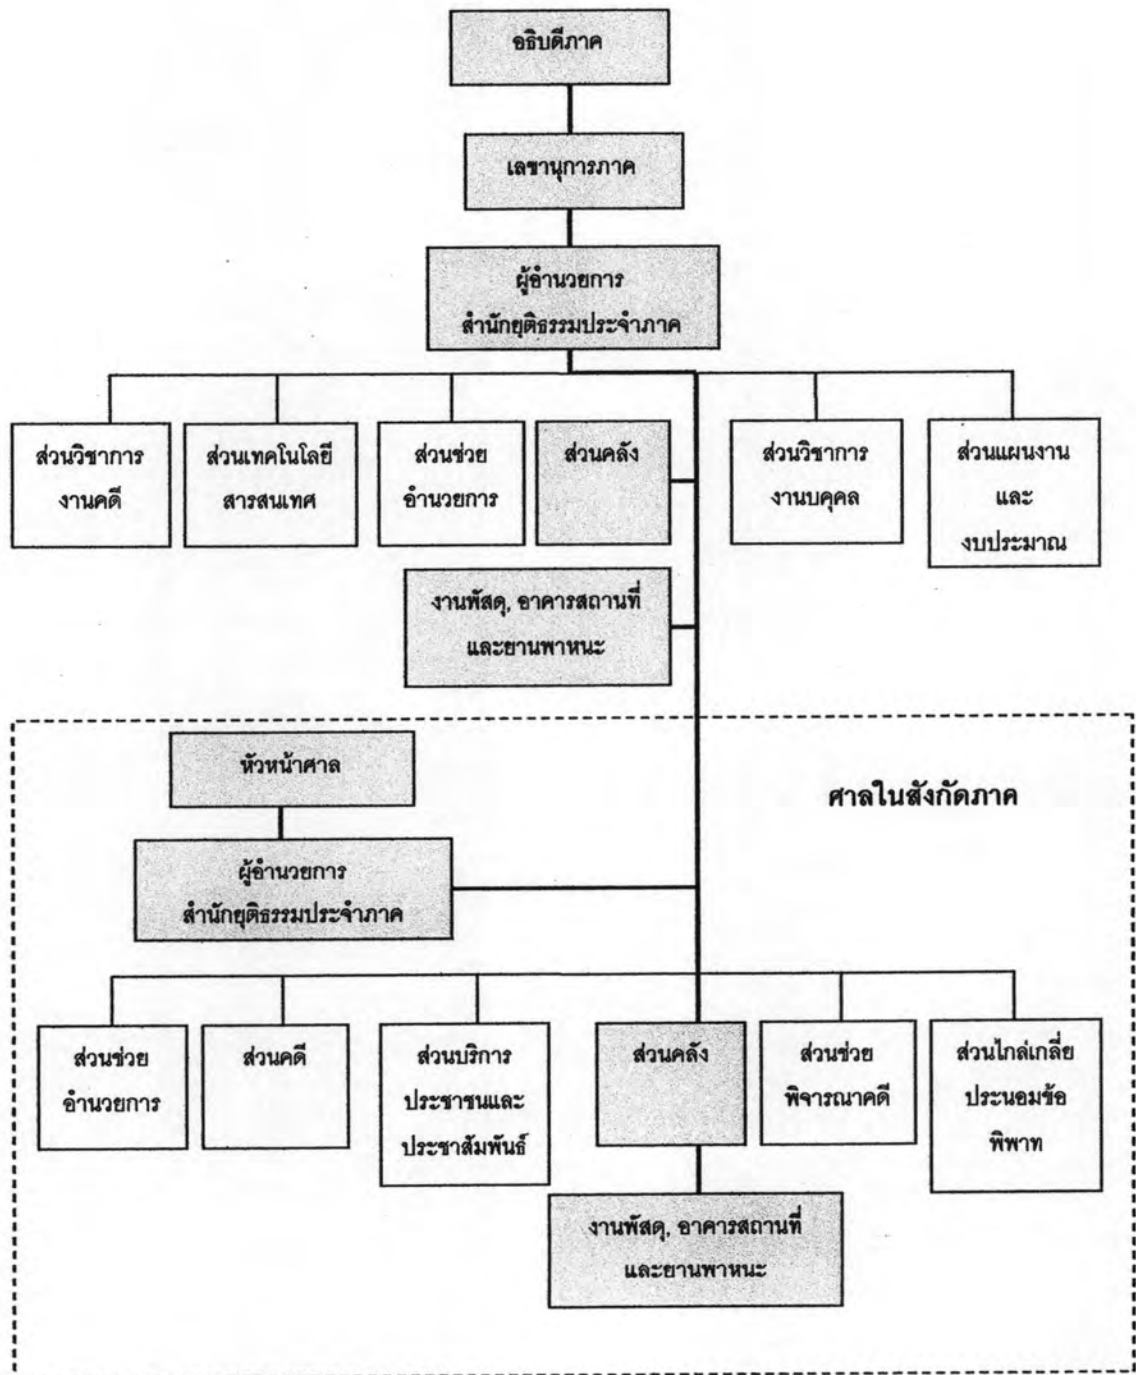 อธิบดีภาค
เลขานุการภาค
ผู้อำนวยการ
สำนักยุติธรรมประจำภาค
ส่วนวิชาการ
งานคดี
ส่วนเทคโนโลยี
สารสนเทศ
ส่วนช่วย
อำนวยการ
ส่วนคลัง
ส่วนวิชาการ
งานบุคคล
ส่วนแผนงาน
และ
งบประมาณ
งานพัสดุ, อาคารสถานที่
และยานพาหนะ
หัวหน้าศาล
ศาลในสังกัดภาค
ผู้อำนวยการ
สำนักยุติธรรมประจำภาค
ส่วนช่วย
อำนวยการ
ส่วนคดี
ส่วนบริการ
ประชาชนและ
ประชาสัมพันธ์
ส่วนคลัง
ส่วนช่วย
พิจารณาคดี
ส่วนไกล่เกลี่ย
ประนอมข้อ
พิพาท
งานพัสดุ, อาคารสถานที่
และยานพาหนะ